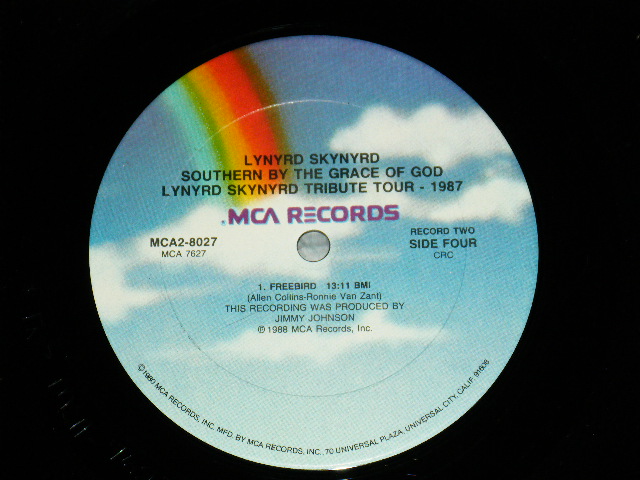 LYNYRD SKYNYRD
SOUTHERN BY THE GRACE OF GOD
LYNYRD SKYNYRD TRIBUTE TOUR - 1987
MCA RECORDS
MCA2-8027
MCA 7627
RECORD TWO
SIDE FOUR
CRC
1. FREEBIRD 13:11 BMI
(Allen Collins-Ronnie Van Zant)
THIS RECORDING WAS PRODUCED BY
JIMMY JOHNSON
℗1988 MCA Records, Inc.
©1980 MCA RECORDS, INC. MFD. BY MCA RECORDS, INC., 70 UNIVERSAL PLAZA, UNIVERSAL CITY, CALIF. 91608